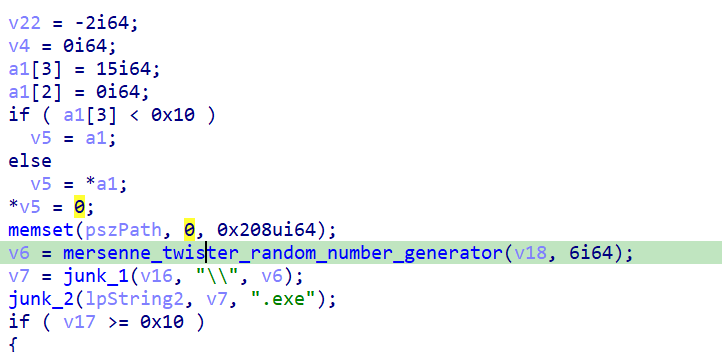 v22 = -2i64;
v4 = 0i64;
a1[3] = 15i64;
a1[2] = 0i64;
if ( a1[3] < 0x10 )
v5 = a1;
else
v5 = *a1;
*v5 = 0;
memset(pszPath, 0, 0x208ui64);
v6 = mersenne_twister_random_number_generator(v18, 6i64);
v7 = junk_1(v16, "\\", v6);
junk_2(lpString2, v7, ".exe");
if ( v17 >= 0x10 )
{